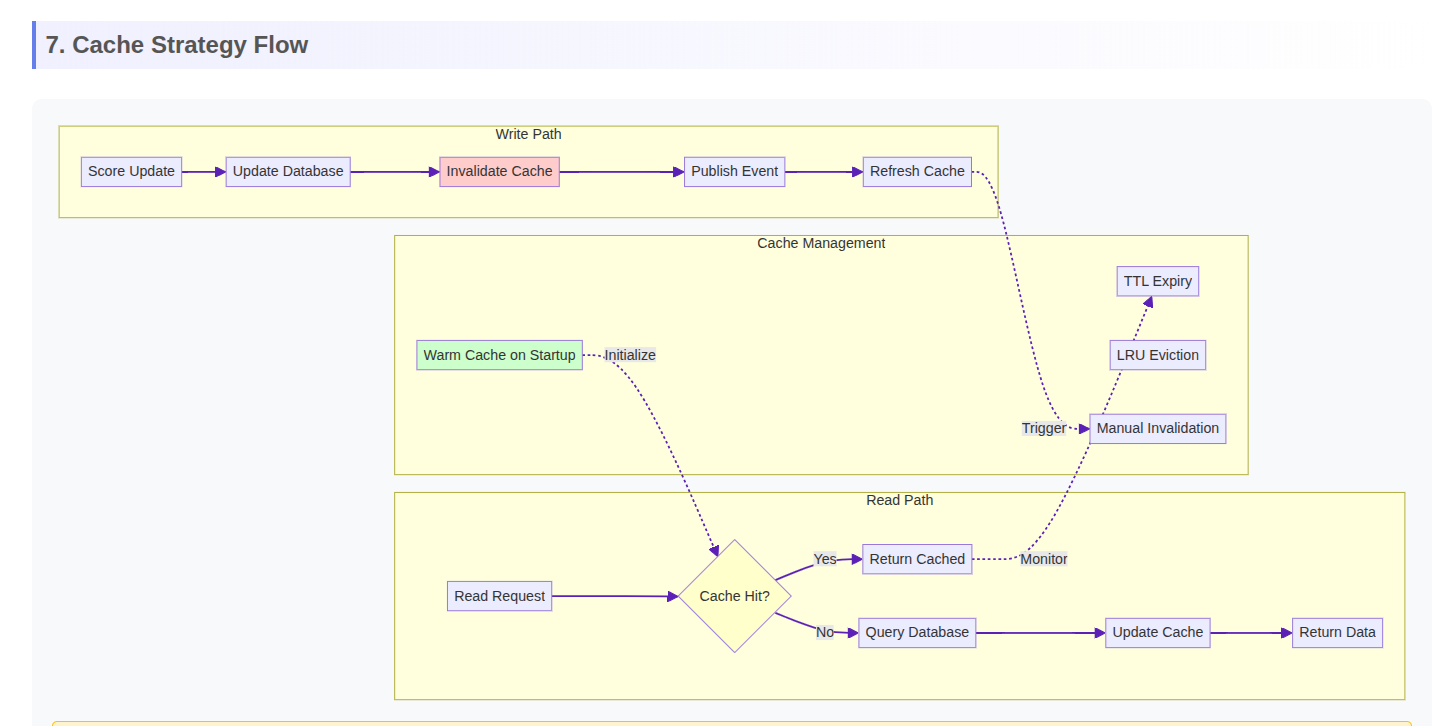 7. Cache Strategy Flow
Write Path
Score Update
Update Database
Invalidate Cache
Publish Event
Refresh Cache
Cache Management
TTL Expiry
Warm Cache on Startup
Initialize
LRU Eviction
Trigger
Manual Invalidation
Read Path
Read Request
Cache Hit?
Yes
Return Cached
Monitor
No
Query Database
Update Cache
Return Data